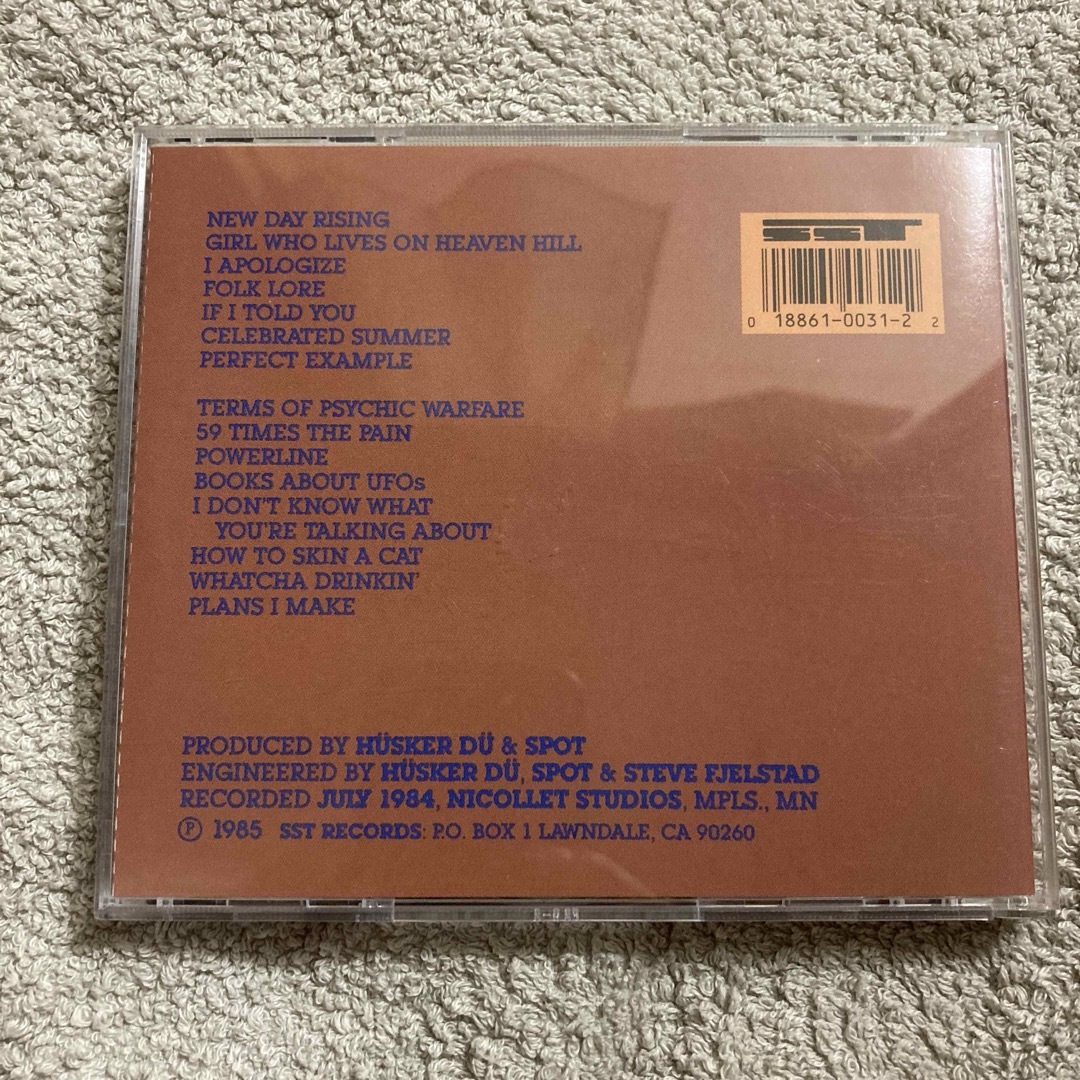 NEW DAY RISING
GIRL WHO LIVES ON HEAVEN HILL
I APOLOGIZE
FOLK LORE
IF I TOLD YOU
CELEBRATED SUMMER
PERFECT EXAMPLE
TERMS OF PSYCHIC WARFARE
59 TIMES THE PAIN
POWERLINE
BOOKS ABOUT UFOs
I DON'T KNOW WHAT
YOU'RE TALKING ABOUT
HOW TO SKIN A CAT
WHATCHA DRINKIN'
PLANS I MAKE
SST
0 18861-0031-2 2
PRODUCED BY HÜSKER DÜ & SPOT
ENGINEERED BY HÜSKER DÜ, SPOT & STEVE FJELSTAD
RECORDED JULY 1984, NICOLLET STUDIOS, MPLS., MN
℗ 1985 SST RECORDS: P.O. BOX 1 LAWNDALE, CA 90260